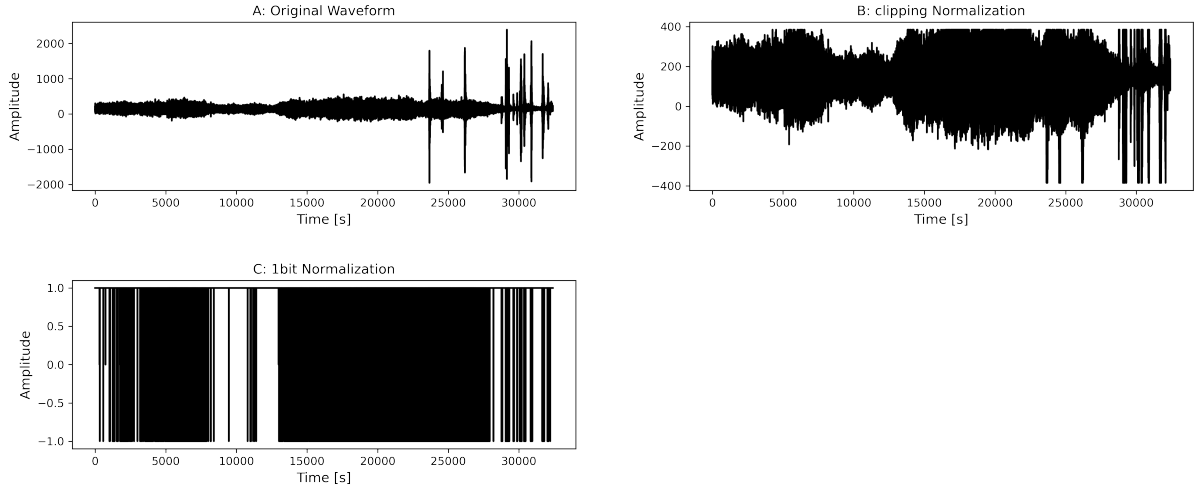 A: Original Waveform
2000
1000
0
−1000
−2000
Amplitude
0 5000 10000 15000 20000 25000 30000
Time [s]
B: clipping Normalization
400
200
0
−200
−400
Amplitude
0 5000 10000 15000 20000 25000 30000
Time [s]
C: 1bit Normalization
1.0
0.5
0.0
−0.5
−1.0
Amplitude
0 5000 10000 15000 20000 25000 30000
Time [s]